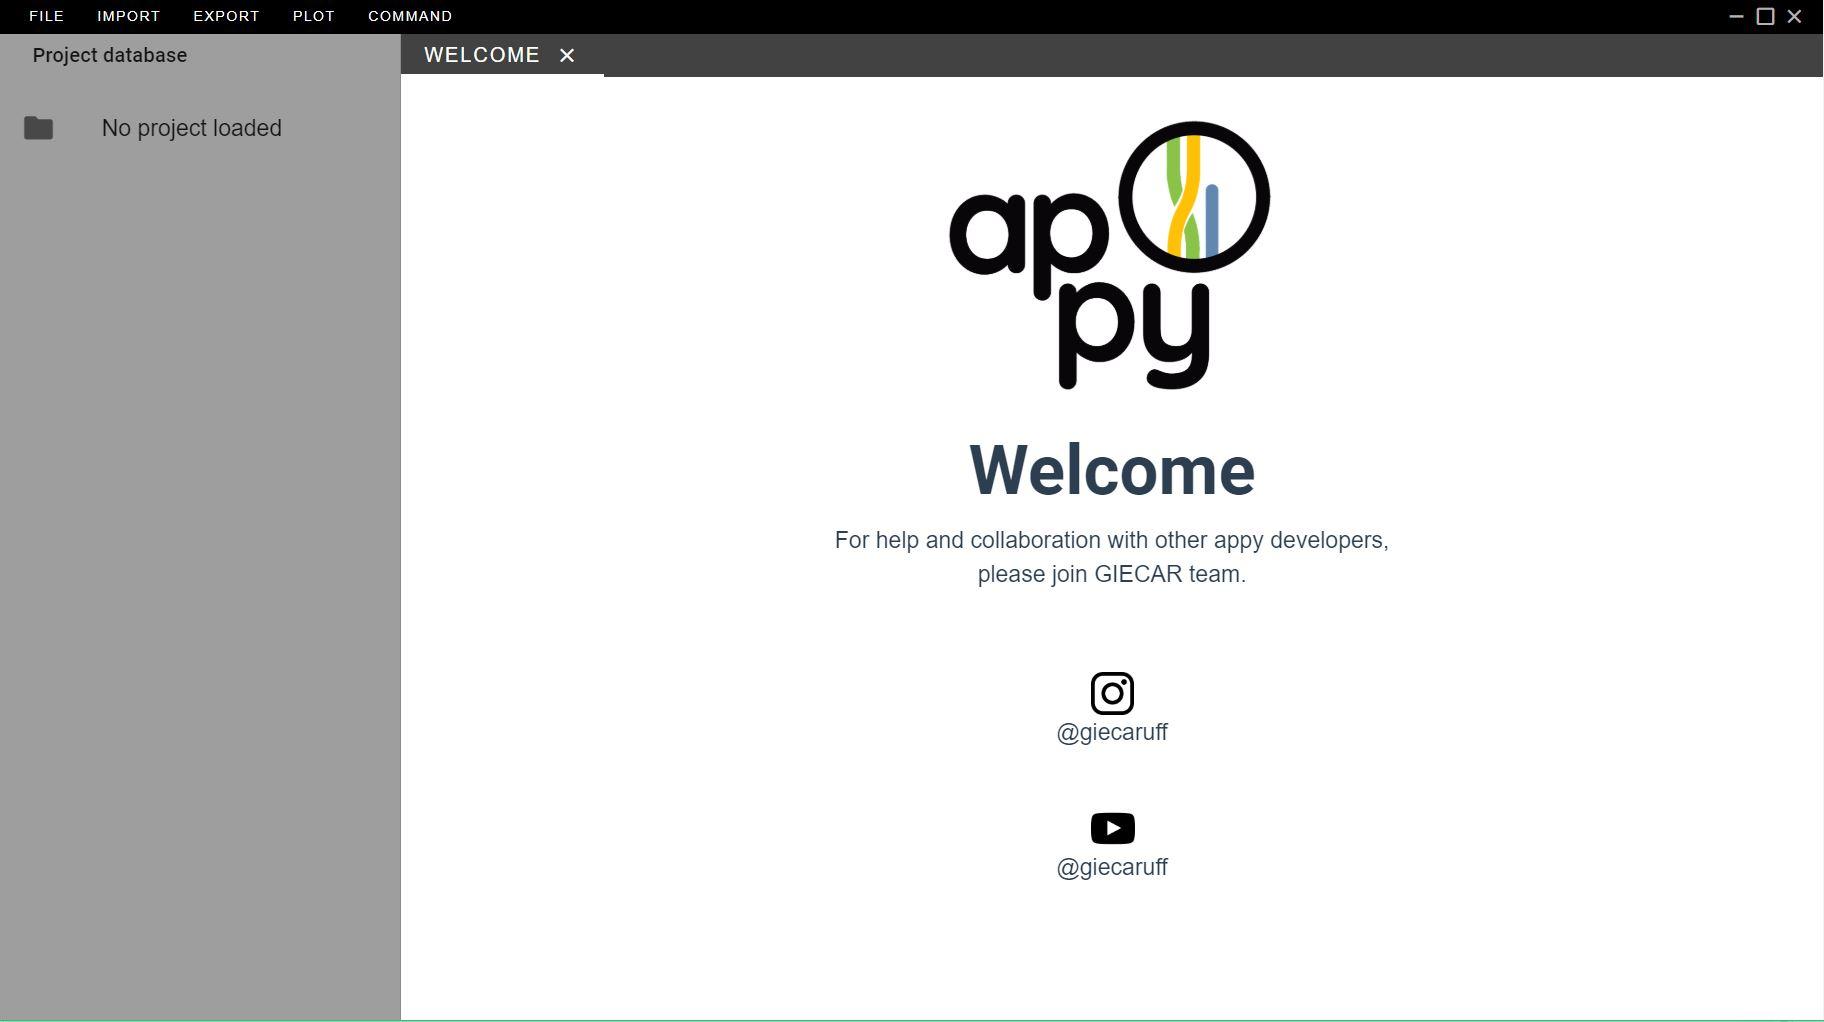 FILE IMPORT EXPORT PLOT COMMAND
Project database
WELCOME
No project loaded
ap
py
Welcome
For help and collaboration with other appy developers,
please join GIECAR team.
@giecaruff
@giecaruff